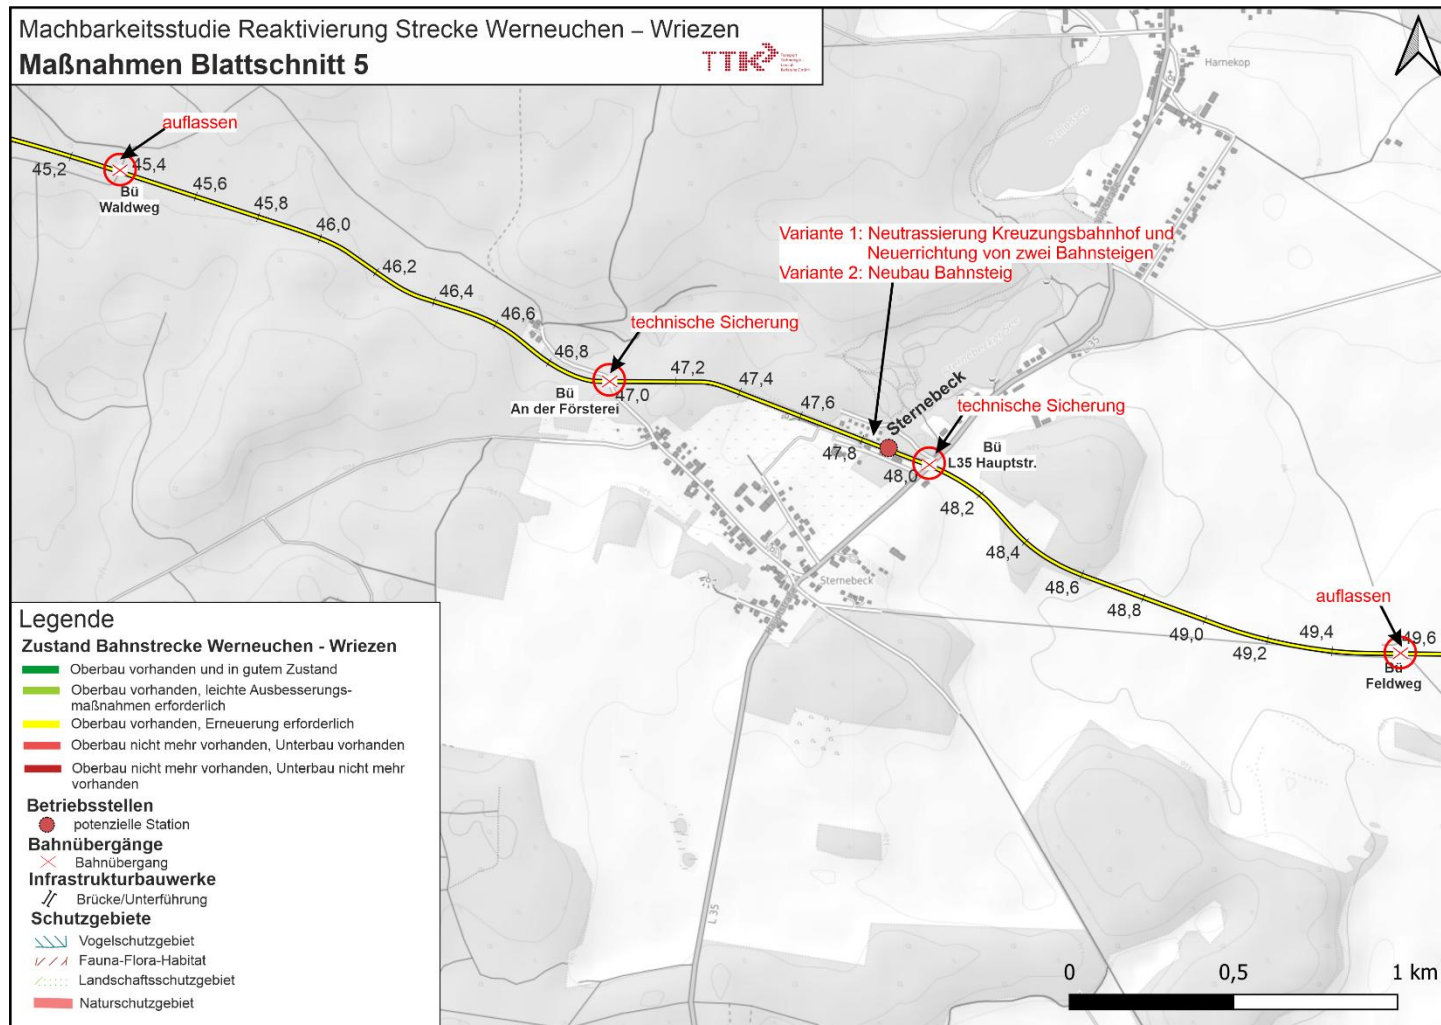 Machbarkeitsstudie Reaktivierung Strecke Werneuchen – Wriezen
Maßnahmen Blattschnitt 5
TTK
Harnekop
auflassen
45,2
45,4
Bü
Waldweg
45,6
45,8
46,0
46,2
46,4
46,6
46,8
Variante 1: Neutrassierung Kreuzungsbahnhof und
Neuerrichtung von zwei Bahnsteigen
Variante 2: Neubau Bahnsteig
technische Sicherung
Bü
An der Försterei
47,0
47,2
47,4
47,6
47,8
Sternebeck
L 35
technische Sicherung
Bü
L35 Hauptstr.
48,0
48,2
48,4
48,6
48,8
49,0
49,2
49,4
49,6
auflassen
Bü
Feldweg
Sternebeck
L 35
Legende
Zustand Bahnstrecke Werneuchen - Wriezen
Oberbau vorhanden und in gutem Zustand
Oberbau vorhanden, leichte Ausbesserungs-
maßnahmen erforderlich
Oberbau vorhanden, Erneuerung erforderlich
Oberbau nicht mehr vorhanden, Unterbau vorhanden
Oberbau nicht mehr vorhanden, Unterbau nicht mehr
vorhanden
Betriebsstellen
potenzielle Station
Bahnübergänge
Bahnübergang
Infrastrukturbauwerke
Brücke/Unterführung
Schutzgebiete
Vogelschutzgebiet
Fauna-Flora-Habitat
Landschaftsschutzgebiet
Naturschutzgebiet
0 0,5 1 km